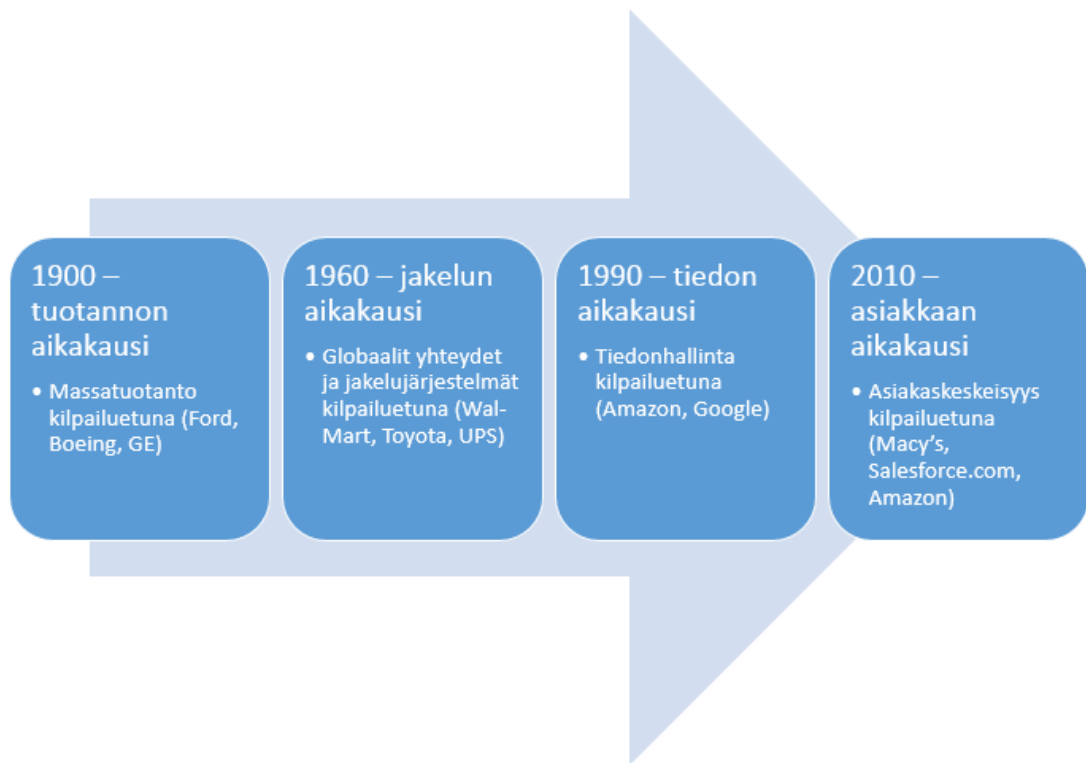 1900 –
tuotannon
aikakausi
• Massatuotanto
kilpailuetuna (Ford,
Boeing, GE)
1960 – jakelun
aikakausi
• Globaalit yhteydet
ja jakelujärjestelmät
kilpailuetuna (Wal-
Mart, Toyota, UPS)
1990 – tiedon
aikakausi
• Tiedonhallinta
kilpailuetuna
(Amazon, Google)
2010 –
asiakkaan
aikakausi
• Asiakaskeskeisyys
kilpailuetuna
(Macy’s,
Salesforce.com,
Amazon)